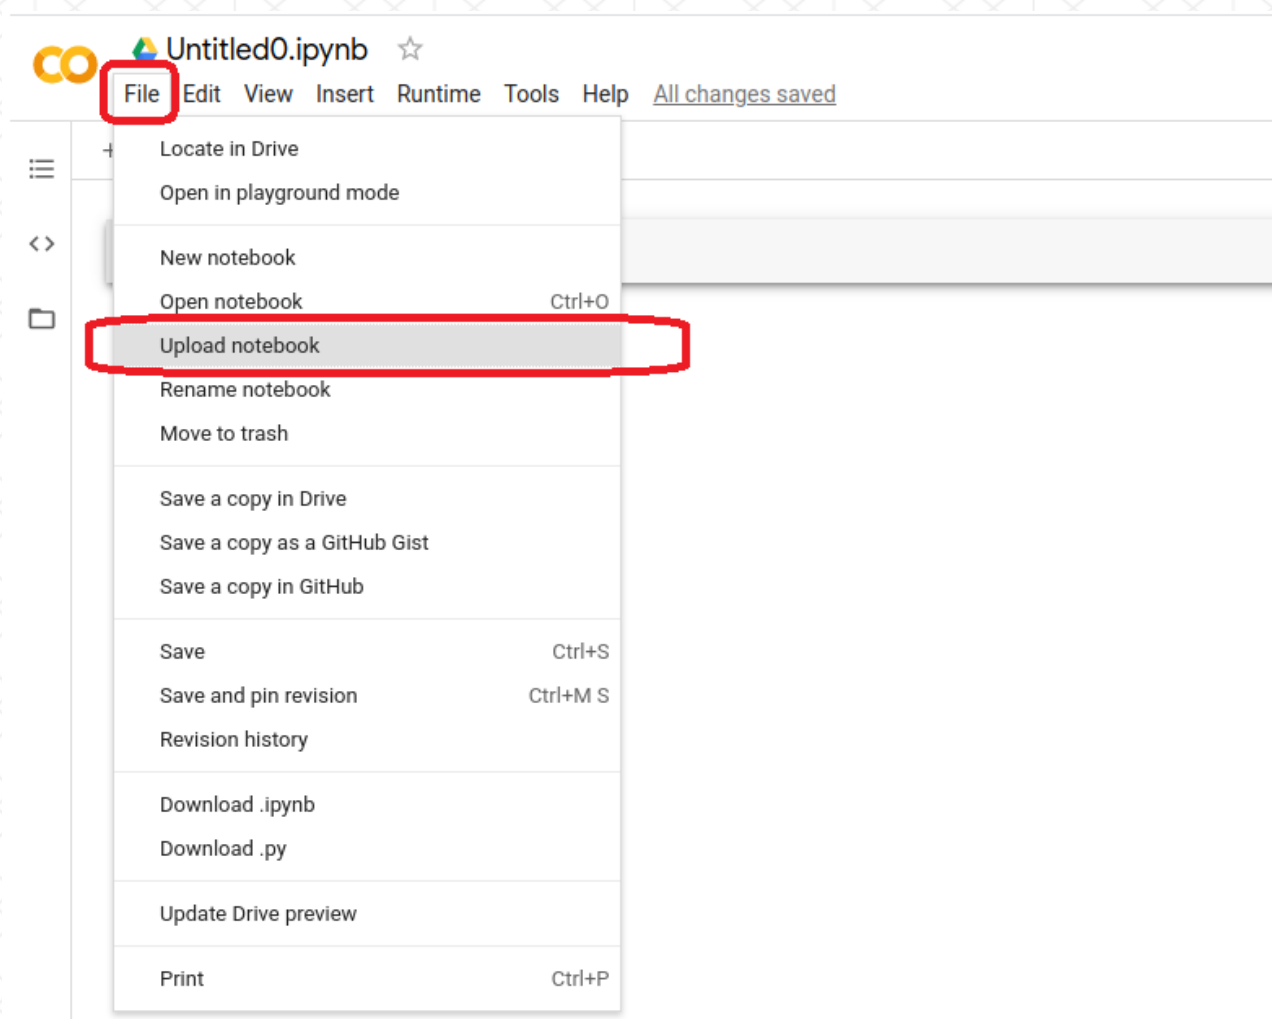 Untitled0.ipynb
File Edit View Insert Runtime Tools Help All changes saved
Locate in Drive
Open in playground mode
New notebook
Open notebook Ctrl+O
Upload notebook
Rename notebook
Move to trash
Save a copy in Drive
Save a copy as a GitHub Gist
Save a copy in GitHub
Save Ctrl+S
Save and pin revision Ctrl+M S
Revision history
Download .ipynb
Download .py
Update Drive preview
Print Ctrl+P